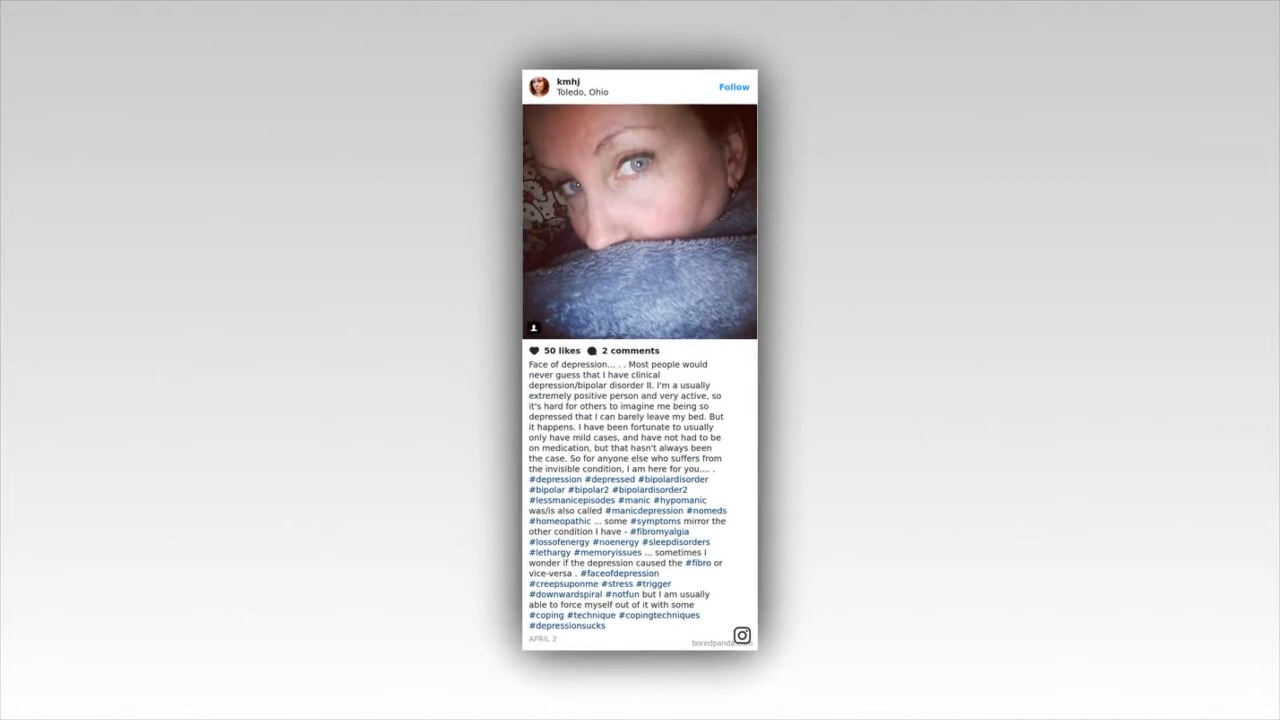 kmhj
Toledo, Ohio
Follow
50 likes 2 comments
Face of depression... . . Most people would
never guess that I have clinical
depression/bipolar disorder II. I'm a usually
extremely positive person and very active, so
it's hard for others to imagine me being so
depressed that I can barely leave my bed. But
it happens. I have been fortunate to usually
only have mild cases, and have not had to be
on medication, but that hasn't always been
the case. So for anyone else who suffers from
the invisible condition, I am here for you.... .
#depression #depressed #bipolardisorder
#bipolar #bipolar2 #bipolardisorder2
#lessmanicepisodes #manic #hypomanic
was/is also called #manicdepression #nomeds
#homeopathic ... some #symptoms mirror the
other condition I have - #fibromyalgia
#lossofenergy #noenergy #sleepdisorders
#lethargy #memoryissues ... sometimes I
wonder if the depression caused the #fibro or
vice-versa . #faceofdepression
#creepsuponme #stress #trigger
#downwardspiral #notfun but I am usually
able to force myself out of it with some
#coping #technique #copingtechniques
#depressionsucks
APRIL 2
boredpanda.com